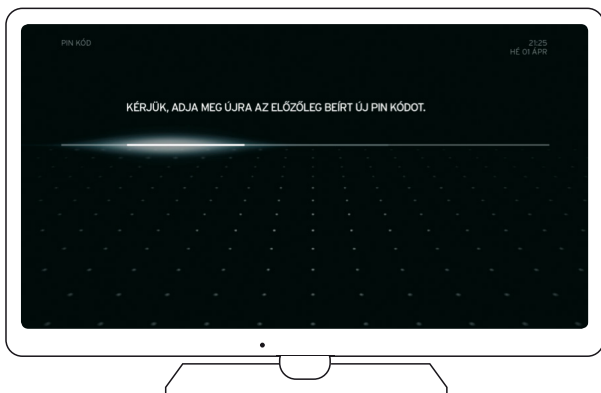 PIN KÓD
21:25
HÉ 01 ÁPR
KÉRJÜK, ADJA MEG ÚJRA AZ ELŐZŐLEG BEÍRT ÚJ PIN KÓDOT.